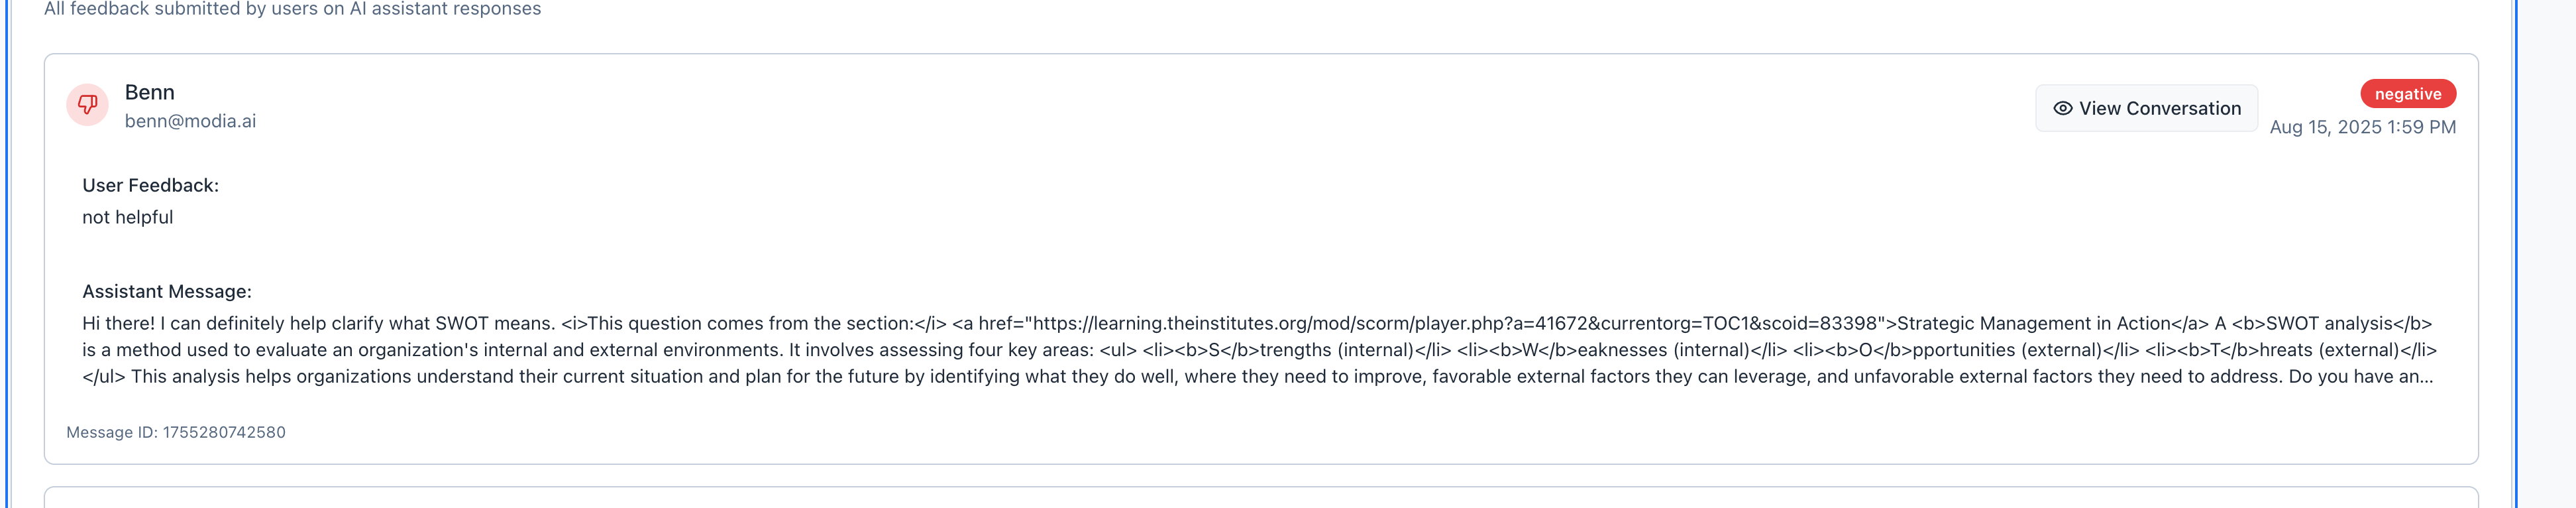 All feedback submitted by users on AI assistant responses
Benn
benn@modia.ai
View Conversation
negative
Aug 15, 2025 1:59 PM
User Feedback:
not helpful
Assistant Message:
Hi there! I can definitely help clarify what SWOT means. <i>This question comes from the section:</i> <a href="https://learning.theinstitutes.org/mod/scorm/player.php?a=41672&currentorg=TOC1&scoid=83398">Strategic Management in Action</a> A <b>SWOT analysis</b>
is a method used to evaluate an organization's internal and external environments. It involves assessing four key areas: <ul> <li><b>S</b>trengths (internal)</li> <li><b>W</b>eaknesses (internal)</li> <li><b>O</b>pportunities (external)</li> <li><b>T</b>hreats (external)</li>
</ul> This analysis helps organizations understand their current situation and plan for the future by identifying what they do well, where they need to improve, favorable external factors they can leverage, and unfavorable external factors they need to address. Do you have an...
Message ID: 1755280742580